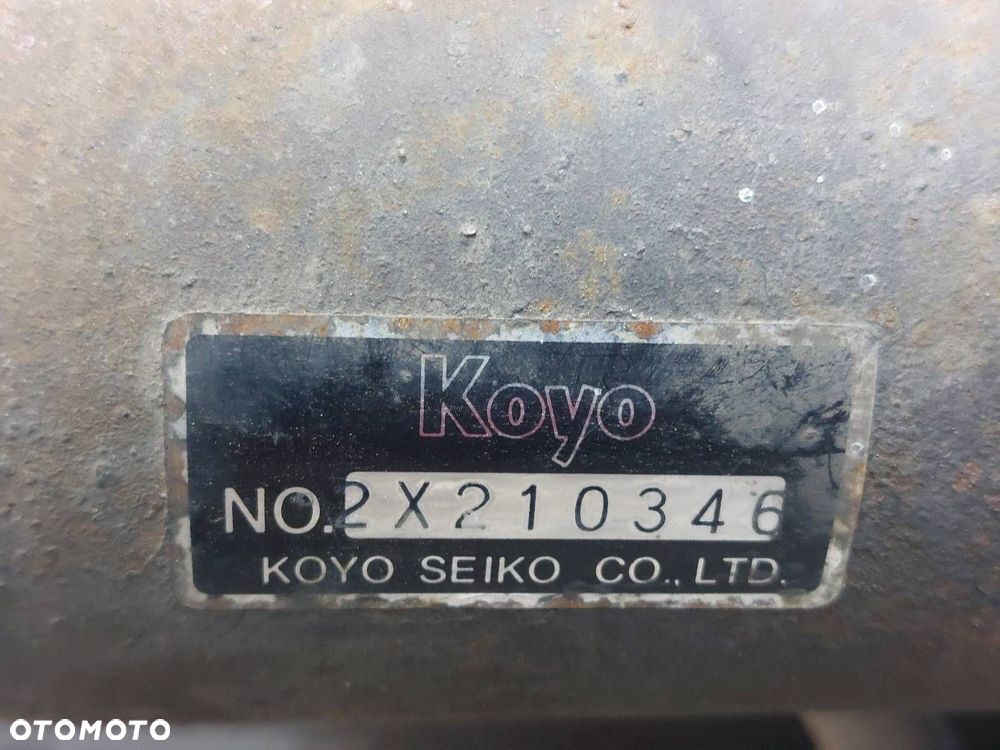 Koyo
NO. 2X210346
KOYO SEIKO CO., LTD.
OTOMOTO